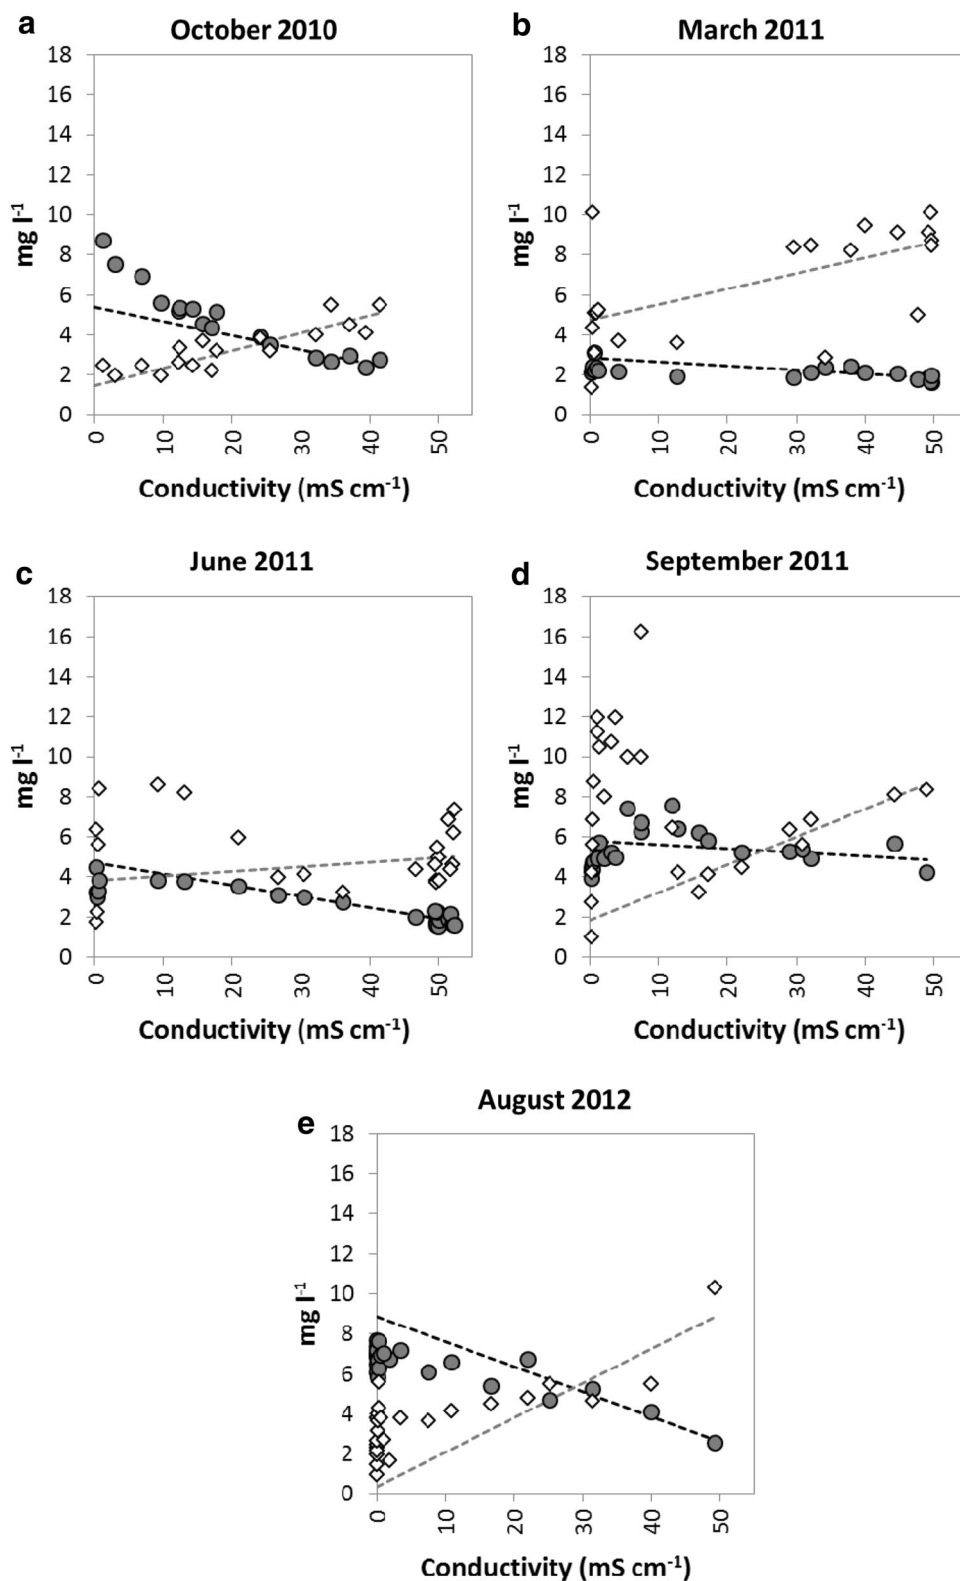 a
October 2010
18
16
14
12
10
8
6
4
2
0
mg l-1
0 10 20 30 40 50
Conductivity (mS cm-1)
b
March 2011
18
16
14
12
10
8
6
4
2
0
mg l-1
0 10 20 30 40 50
Conductivity (mS cm-1)
c
June 2011
18
16
14
12
10
8
6
4
2
0
mg l-1
0 10 20 30 40 50
Conductivity (mS cm-1)
d
September 2011
18
16
14
12
10
8
6
4
2
0
mg l-1
0 10 20 30 40 50
Conductivity (mS cm-1)
e
August 2012
18
16
14
12
10
8
6
4
2
0
mg l-1
0 10 20 30 40 50
Conductivity (mS cm-1)